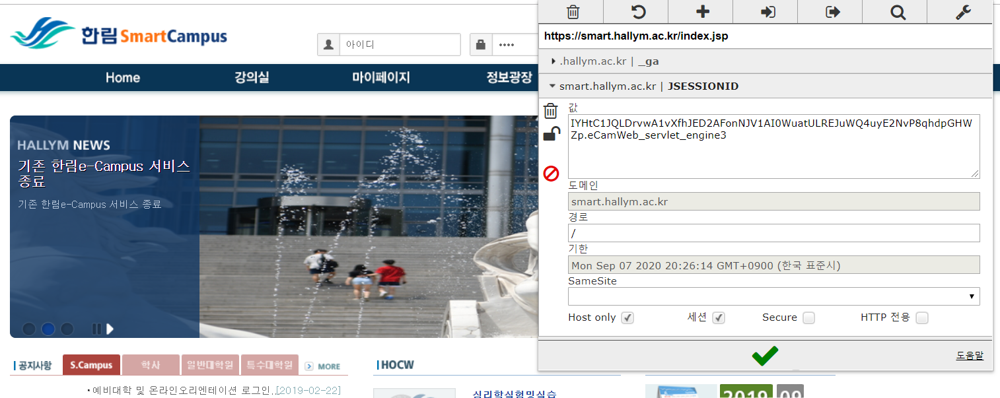 한림 SmartCampus
아이디
••••
Home 강의실 마이페이지 정보광장
HALLYM NEWS
기존 한림e-Campus 서비스
종료
기존 한림e-Campus 서비스 종료
공지사항 S.Campus 학사 일반대학원 특수대학원 MORE
• 예비대학 및 온라인오리엔테이션 로그인..[2019-02-22]
HOCW
심리학실험및실습
2019 09
https://smart.hallym.ac.kr/index.jsp
.hallym.ac.kr | _ga
smart.hallym.ac.kr | JSESSIONID
값
IYHtC1JQLDrvwA1vXfhJED2AFonNJV1AI0WuatULREJuWQ4uyE2NvP8qhdpGHW
Zp.eCamWeb_servlet_engine3
도메인
smart.hallym.ac.kr
경로
/
기한
Mon Sep 07 2020 20:26:14 GMT+0900 (한국 표준시)
SameSite
Host only 세션 Secure HTTP 전용
도움말